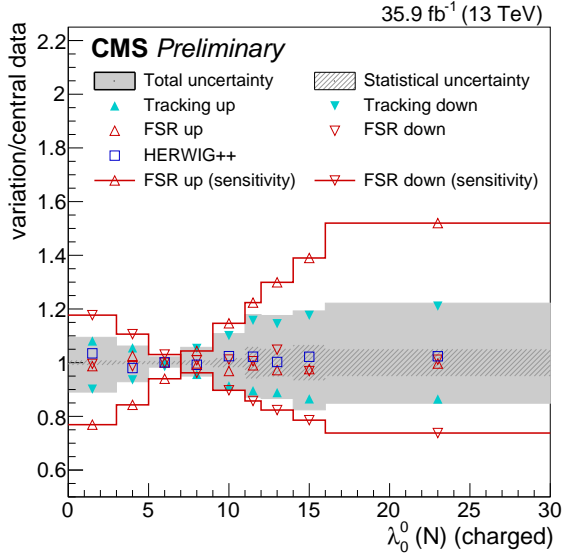 35.9 fb⁻¹ (13 TeV)
CMS Preliminary
Total uncertainty
Statistical uncertainty
Tracking up
Tracking down
FSR up
FSR down
HERWIG++
FSR up (sensitivity)
FSR down (sensitivity)
variation/central data
2.2
2
1.8
1.6
1.4
1.2
1
0.8
0.6
0 5 10 15 20 25 30
λ₀⁰ (N) (charged)